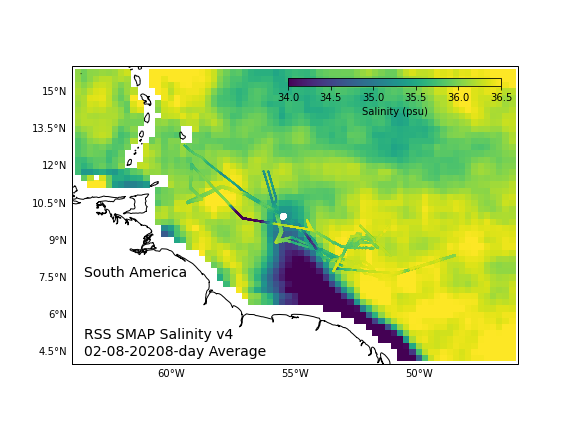 15°N
13.5°N
12°N
10.5°N
9°N
7.5°N
6°N
4.5°N
34.0 34.5 35.0 35.5 36.0 36.5
Salinity (psu)
South America
RSS SMAP Salinity v4
02-08-20208-day Average
60°W 55°W 50°W